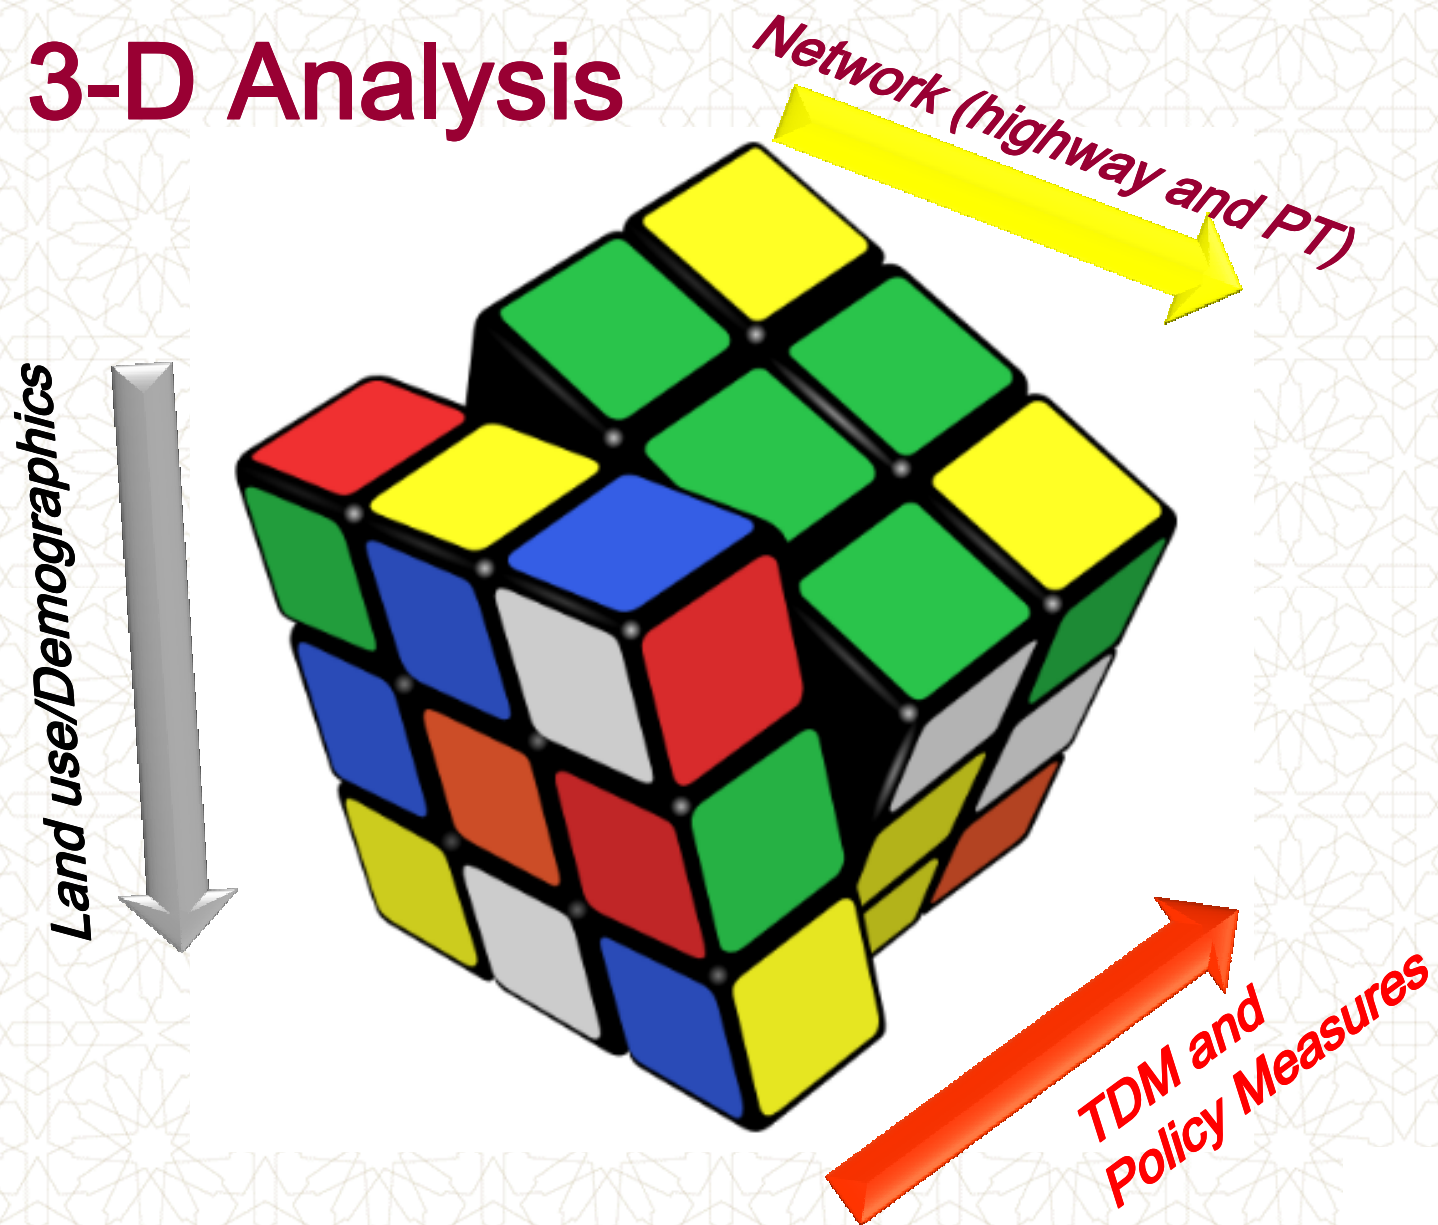 3-D Analysis
Network (highway and PT)
Land use/Demographics
TDM and
Policy Measures